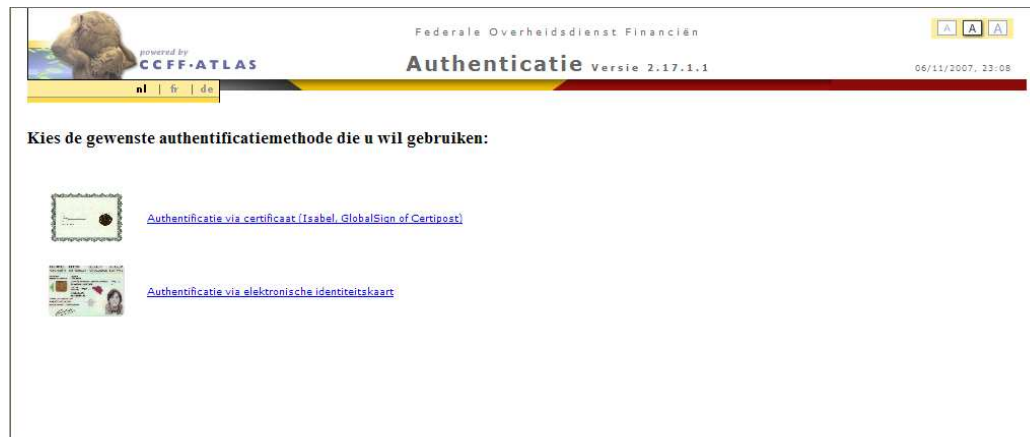 Federale Overheidsdienst Financiën
A A A
powered by
CCFF·ATLAS
Authenticatie Versie 2.17.1.1
06/11/2007, 23:08
nl | fr | de
Kies de gewenste authentificatiemethode die u wil gebruiken:
Authentificatie via certificaat (Isabel, GlobalSign of Certipost)
Authentificatie via elektronische identiteitskaart